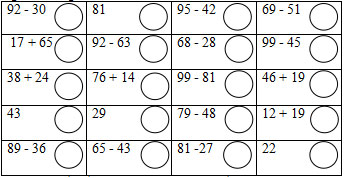 92 - 30 81 95 - 42 69 - 51
17 + 65 92 - 63 68 - 28 99 - 45
38 + 24 76 + 14 99 - 81 46 + 19
43 29 79 - 48 12 + 19
89 - 36 65 - 43 81 -27 22